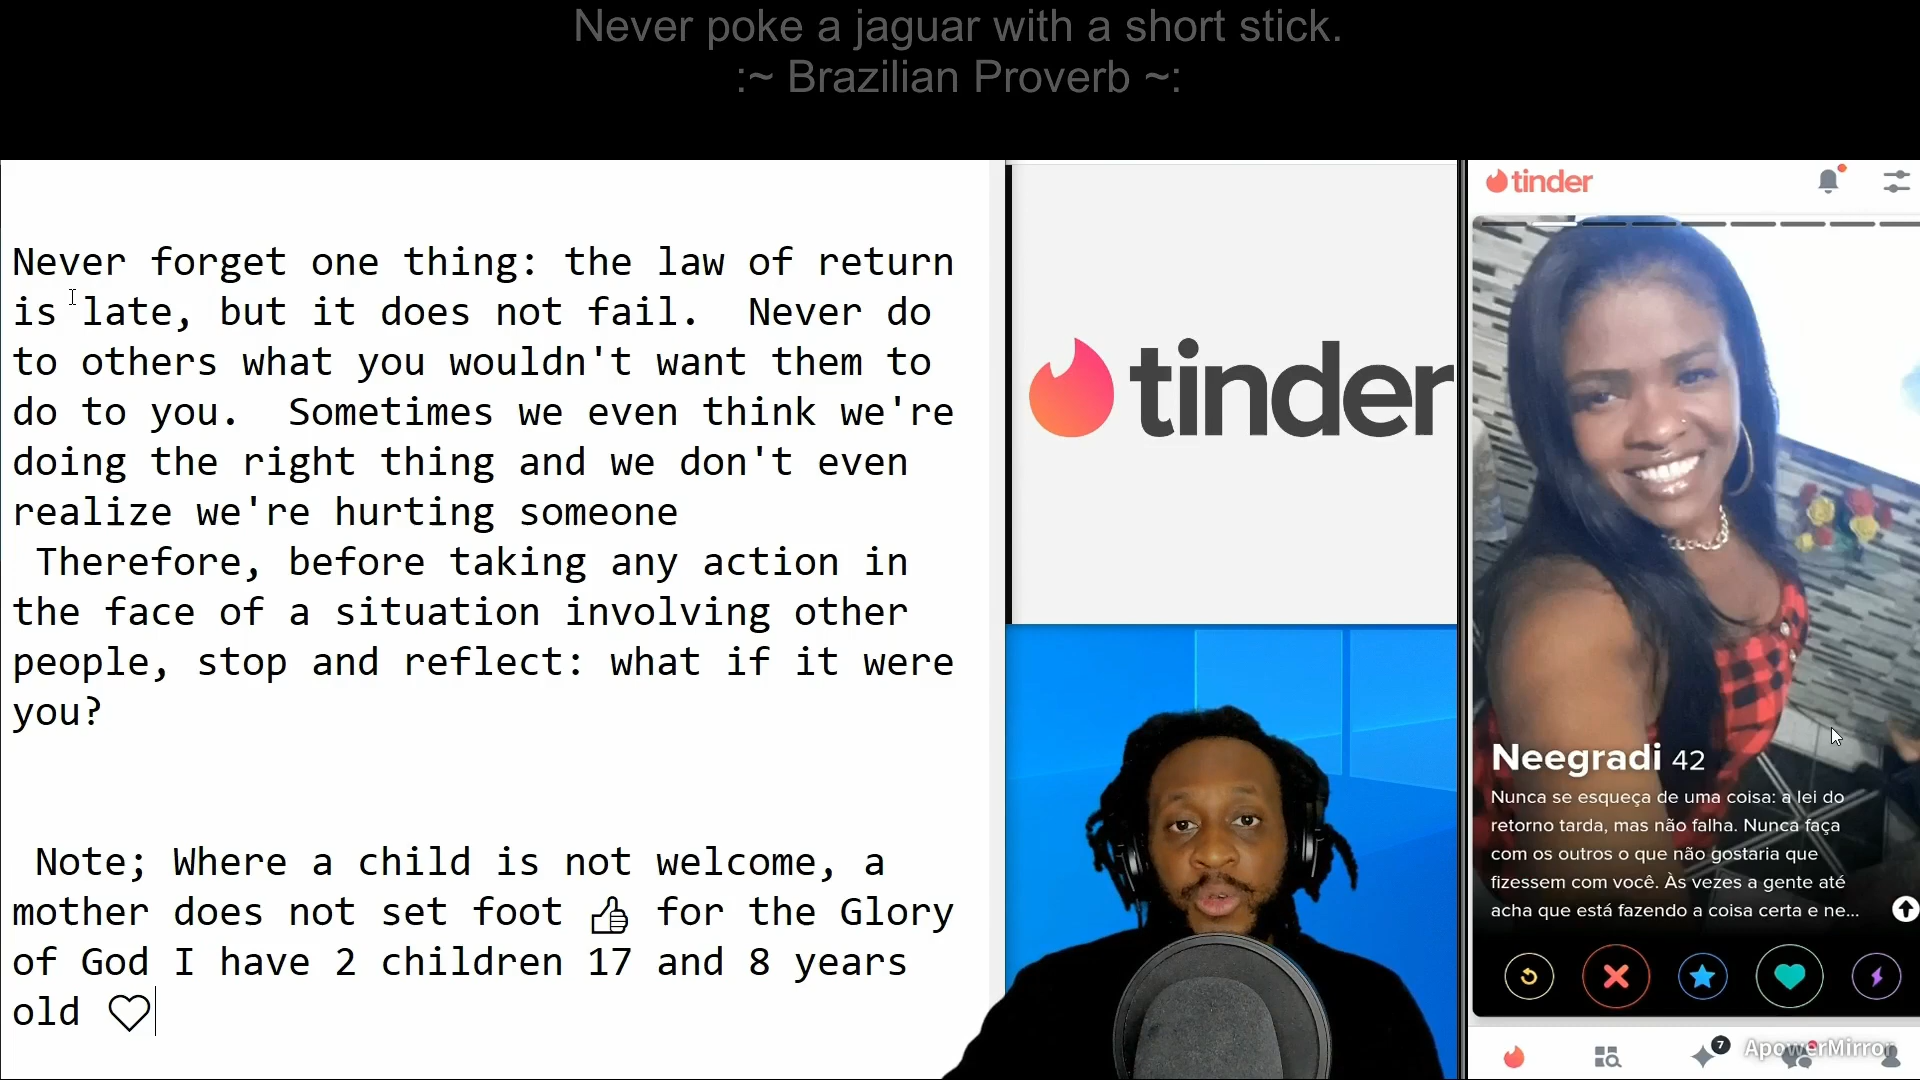 Never poke a jaguar with a short stick.
:~ Brazilian Proverb ~:
Never forget one thing: the law of return
is late, but it does not fail.  Never do
to others what you wouldn't want them to
do to you.  Sometimes we even think we're
doing the right thing and we don't even
realize we're hurting someone
Therefore, before taking any action in
the face of a situation involving other
people, stop and reflect: what if it were
you?
Note; Where a child is not welcome, a
mother does not set foot 👍 for the Glory
of God I have 2 children 17 and 8 years
old ♡
tinder
tinder
Neegradi 42
Nunca se esqueça de uma coisa: a lei do
retorno tarda, mas não falha. Nunca faça
com os outros o que não gostaria que
fizessem com você. Às vezes a gente até
acha que está fazendo a coisa certa e ne...
7
ApowerMirror